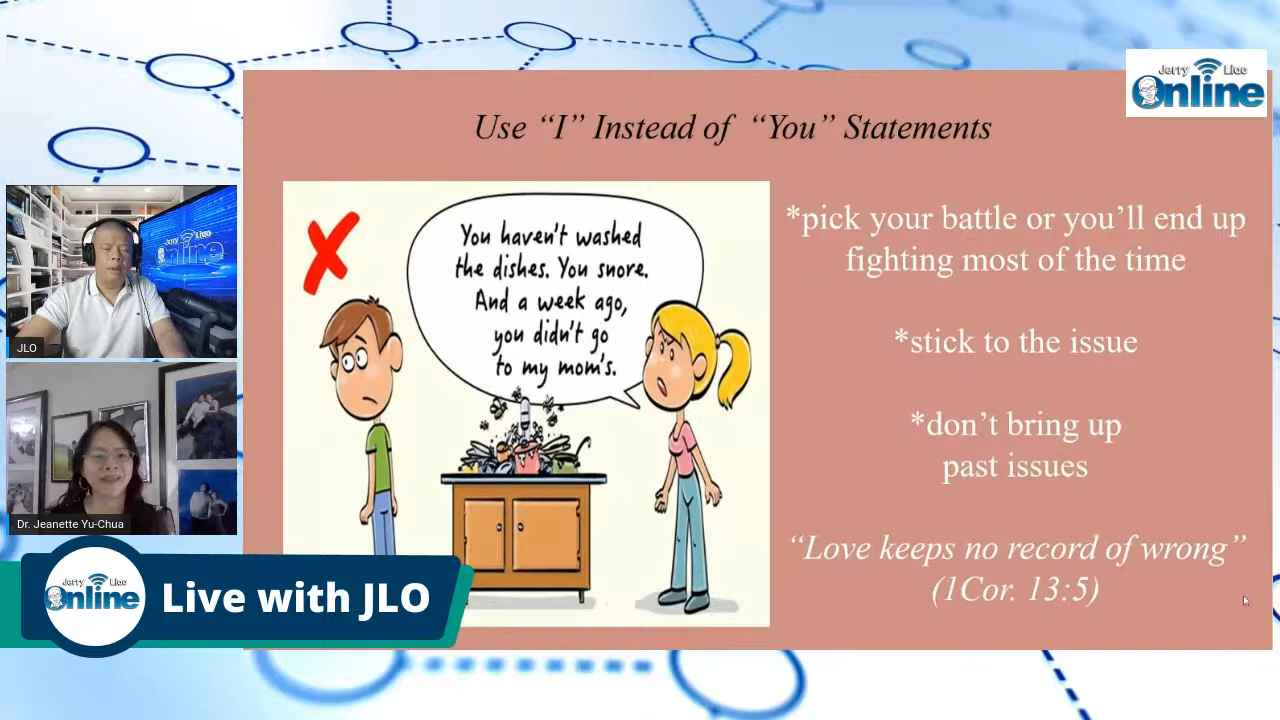 Jerry Liao
Online
Use “I” Instead of “You” Statements
You haven't washed
the dishes. You snore.
And a week ago,
you didn't go
to my mom's.
*pick your battle or you’ll end up
fighting most of the time
*stick to the issue
*don’t bring up
past issues
“Love keeps no record of wrong”
(1Cor. 13:5)
Jerry Liao
Online
JLO
Dr. Jeanette Yu-Chua
Jerry Liao
Online
Live with JLO